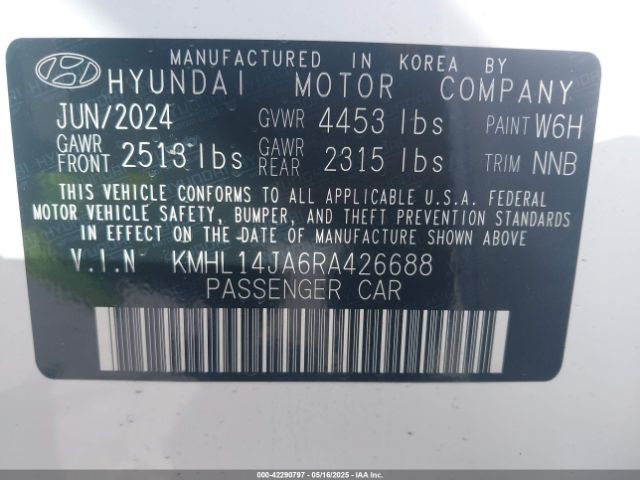 MANUFACTURED IN KOREA BY
HYUNDAI MOTOR COMPANY
JUN/2024 GVWR 4453 lbs PAINT W6H
GAWR FRONT 2513 lbs GAWR REAR 2315 lbs TRIM NNB
THIS VEHICLE CONFORMS TO ALL APPLICABLE U.S.A. FEDERAL
MOTOR VEHICLE SAFETY, BUMPER, AND THEFT PREVENTION STANDARDS
IN EFFECT ON THE DATE OF MANUFACTURE SHOWN ABOVE
V.I.N KMHL14JA6RA426688
PASSENGER CAR
000-42290797 - 05/16/2025 - IAAI.COM